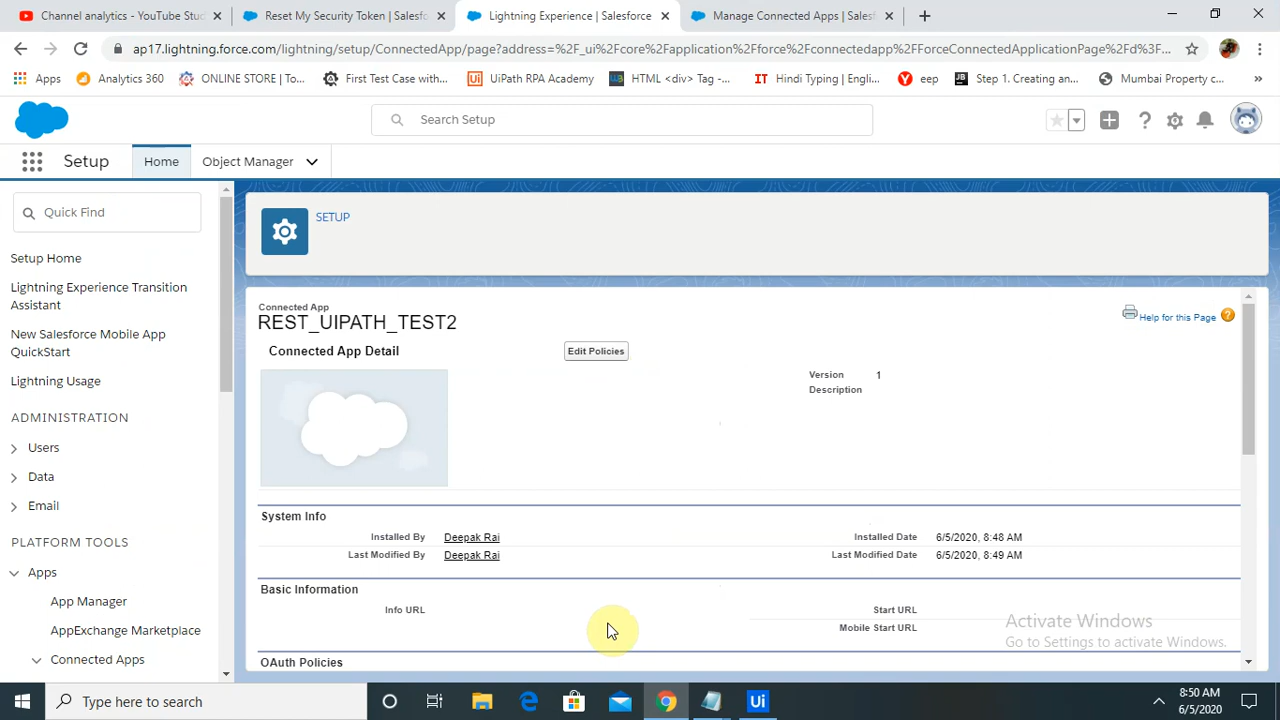 Channel analytics - YouTube Stu
Reset My Security Token | Salesf
Lightning Experience | Salesforce
Manage Connected Apps | Salesf
ap17.lightning.force.com/lightning/setup/ConnectedApp/page?address=%2F_ui%2Fcore%2Fapplication%2Fforce%2Fconnectedapp%2FForceConnectedApplicationPage%2Fd%3F...
Apps
Analytics 360
ONLINE STORE | To...
First Test Case with...
UiPath RPA Academy
HTML <div> Tag -...
IT Hindi Typing | Engli...
eep
Step 1. Creating an...
Mumbai Property c...
Search Setup
Setup
Home
Object Manager
Quick Find
Setup Home
Lightning Experience Transition
Assistant
New Salesforce Mobile App
QuickStart
Lightning Usage
ADMINISTRATION
Users
Data
Email
PLATFORM TOOLS
Apps
App Manager
AppExchange Marketplace
Connected Apps
SETUP
Connected App
REST_UIPATH_TEST2
Help for this Page
Connected App Detail
Edit Policies
Version 1
Description
System Info
Installed By Deepak Rai Installed Date 6/5/2020, 8:48 AM
Last Modified By Deepak Rai Last Modified Date 6/5/2020, 8:49 AM
Basic Information
Info URL Start URL
Mobile Start URL
OAuth Policies
Activate Windows
Go to Settings to activate Windows.
Type here to search
Ui
8:50 AM
6/5/2020